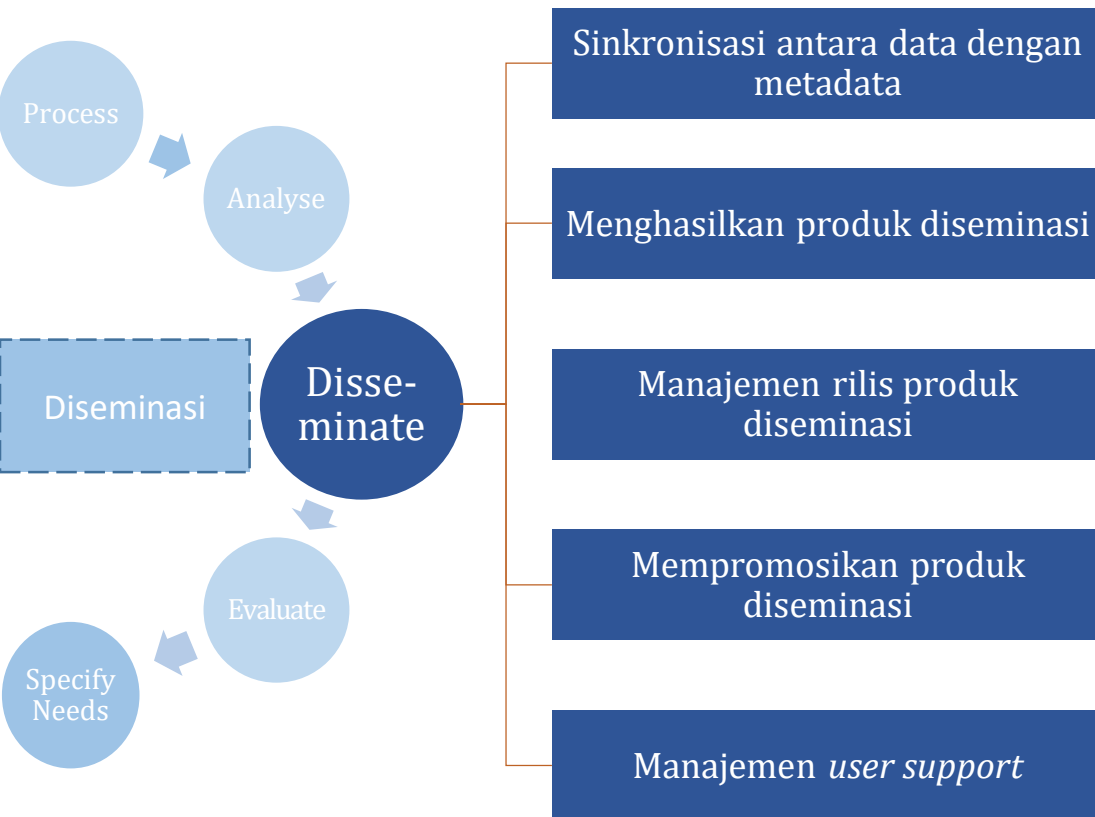 Process
Analyse
Diseminasi
Disse-
minate
Evaluate
Specify
Needs
Sinkronisasi antara data dengan
metadata
Menghasilkan produk diseminasi
Manajemen rilis produk
diseminasi
Mempromosikan produk
diseminasi
Manajemen user support